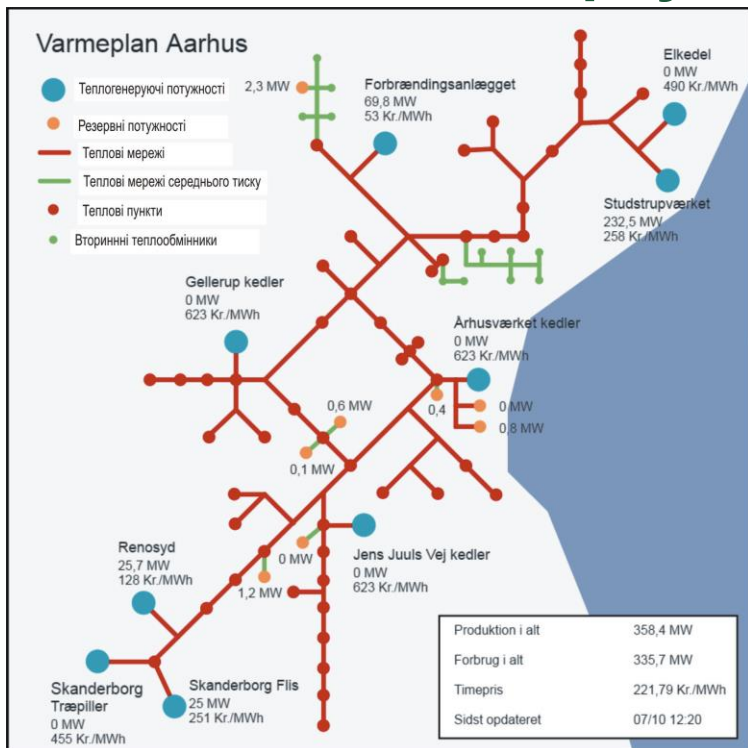 Varmeplan Aarhus
Теплогенеруючі потужності
Резервні потужності
Теплові мережі
Теплові мережі середнього тиску
Теплові пункти
Вториннні теплообмінники
2,3 MW
Forbrændingsanlægget
69,8 MW
53 Kr./MWh
Elkedel
0 MW
490 Kr./MWh
Studstrupværket
232,5 MW
258 Kr./MWh
Gellerup kedler
0 MW
623 Kr./MWh
Århusværket kedler
0 MW
623 Kr./MWh
0,6 MW
0,4
0 MW
0,8 MW
0,1 MW
Renosyd
25,7 MW
128 Kr./MWh
0 MW
1,2 MW
Jens Juuls Vej kedler
0 MW
623 Kr./MWh
Skanderborg
Træpiller
0 MW
455 Kr./MWh
Skanderborg Flis
25 MW
251 Kr./MWh
Produktion i alt 358,4 MW
Forbrug i alt 335,7 MW
Timepris 221,79 Kr./MWh
Sidst opdateret 07/10 12:20